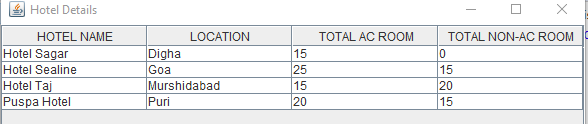 Hotel Details
HOTEL NAME LOCATION TOTAL AC ROOM TOTAL NON-AC ROOM
Hotel Sagar Digha 15 0
Hotel Sealine Goa 25 15
Hotel Taj Murshidabad 15 20
Puspa Hotel Puri 20 15